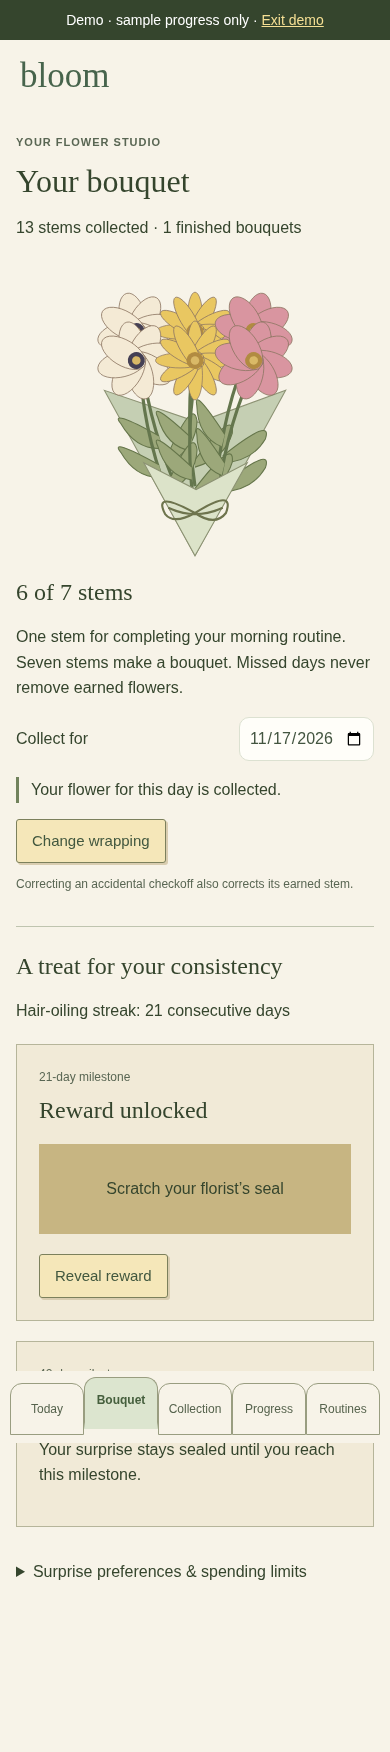 Demo · sample progress only · Exit demo
bloom
YOUR FLOWER STUDIO
Your bouquet
13 stems collected · 1 finished bouquets
6 of 7 stems
One stem for completing your morning routine.
Seven stems make a bouquet. Missed days never
remove earned flowers.
Collect for
11/17/2026
Your flower for this day is collected.
Change wrapping
Correcting an accidental checkoff also corrects its earned stem.
A treat for your consistency
Hair-oiling streak: 21 consecutive days
21-day milestone
Reward unlocked
Scratch your florist's seal
Reveal reward
Today
Bouquet
Collection
Progress
Routines
Your surprise stays sealed until you reach
this milestone.
Surprise preferences & spending limits